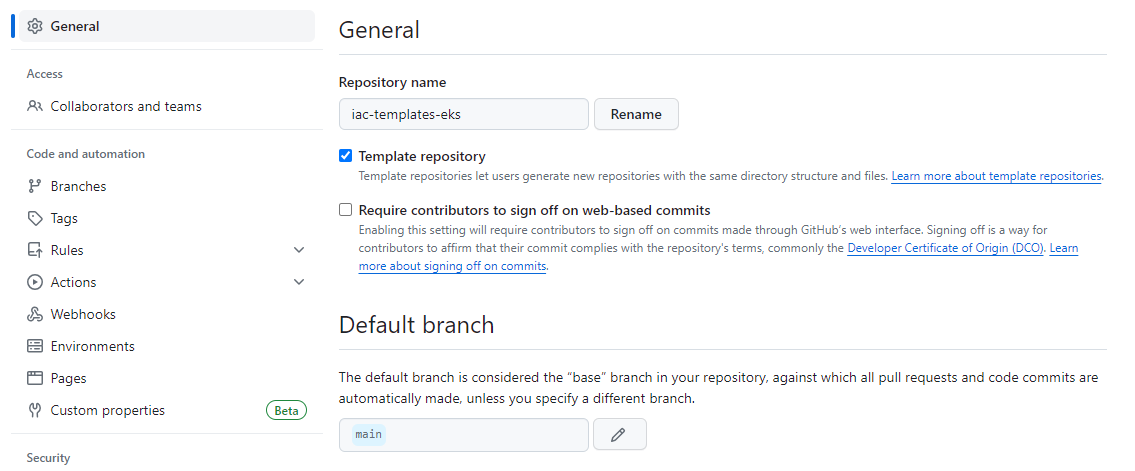 General
Access
Collaborators and teams
Code and automation
Branches
Tags
Rules
Actions
Webhooks
Environments
Pages
Custom properties
Beta
Security
General
Repository name
iac-templates-eks
Rename
Template repository
Template repositories let users generate new repositories with the same directory structure and files. Learn more about template repositories.
Require contributors to sign off on web-based commits
Enabling this setting will require contributors to sign off on commits made through GitHub's web interface. Signing off is a way for
contributors to affirm that their commit complies with the repository's terms, commonly the Developer Certificate of Origin (DCO). Learn
more about signing off on commits.
Default branch
The default branch is considered the “base” branch in your repository, against which all pull requests and code commits are
automatically made, unless you specify a different branch.
main